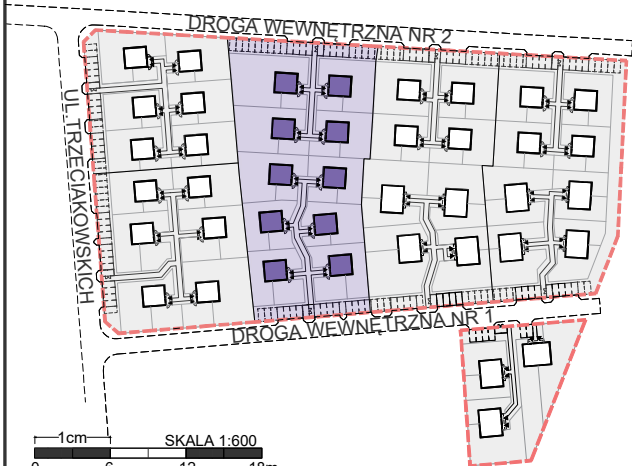 DROGA WEWNĘTRZNA NR 2
UL. TRZECIAKOWSKICH
DROGA WEWNĘTRZNA NR 1
1cm
SKALA 1:600
0 6 12 18m